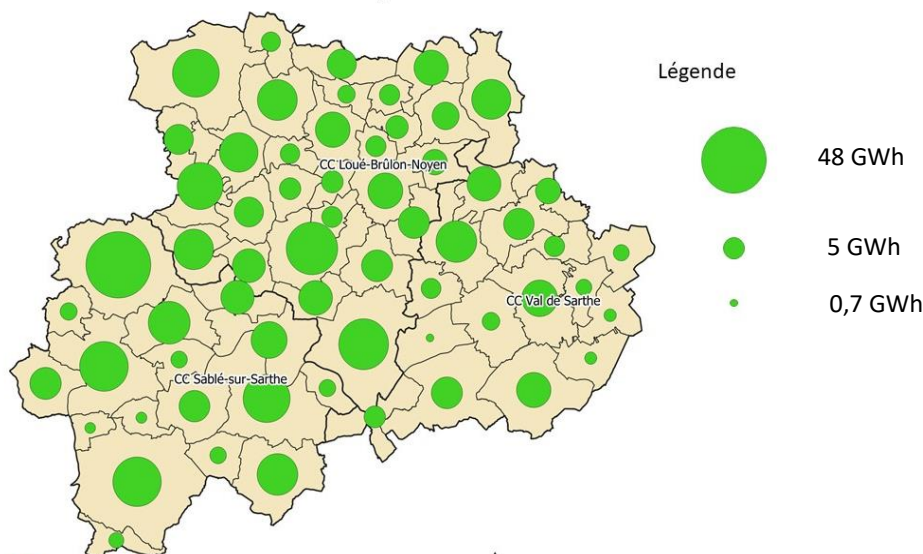 Légende
48 GWh
CC Loué-Brûlon-Noyen
5 GWh
CC Val de Sarthe
0,7 GWh
CC Sablé-sur-Sarthe